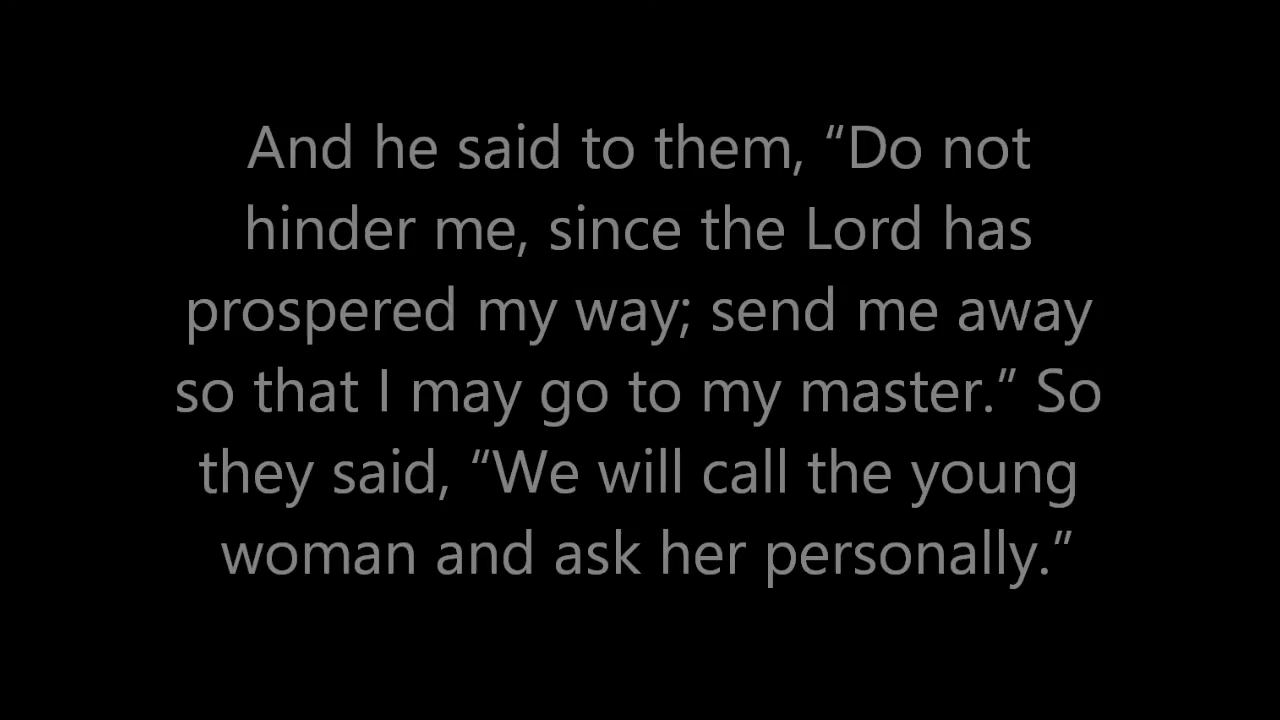 And he said to them, “Do not
hinder me, since the Lord has
prospered my way; send me away
so that I may go to my master.” So
they said, “We will call the young
woman and ask her personally.”